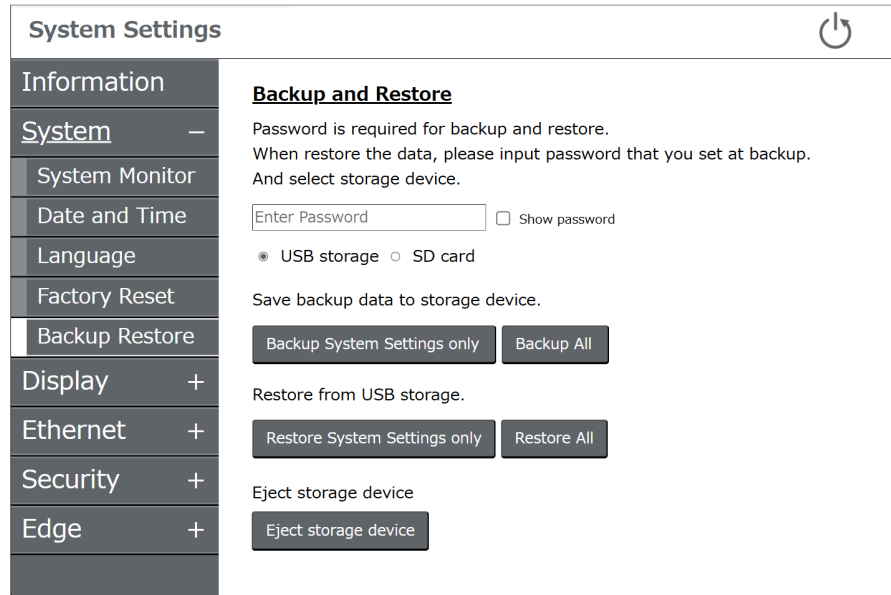 System Settings
Information
System –
System Monitor
Date and Time
Language
Factory Reset
Backup Restore
Display +
Ethernet +
Security +
Edge +
Backup and Restore
Password is required for backup and restore.
When restore the data, please input password that you set at backup.
And select storage device.
Enter Password Show password
USB storage SD card
Save backup data to storage device.
Backup System Settings only Backup All
Restore from USB storage.
Restore System Settings only Restore All
Eject storage device
Eject storage device